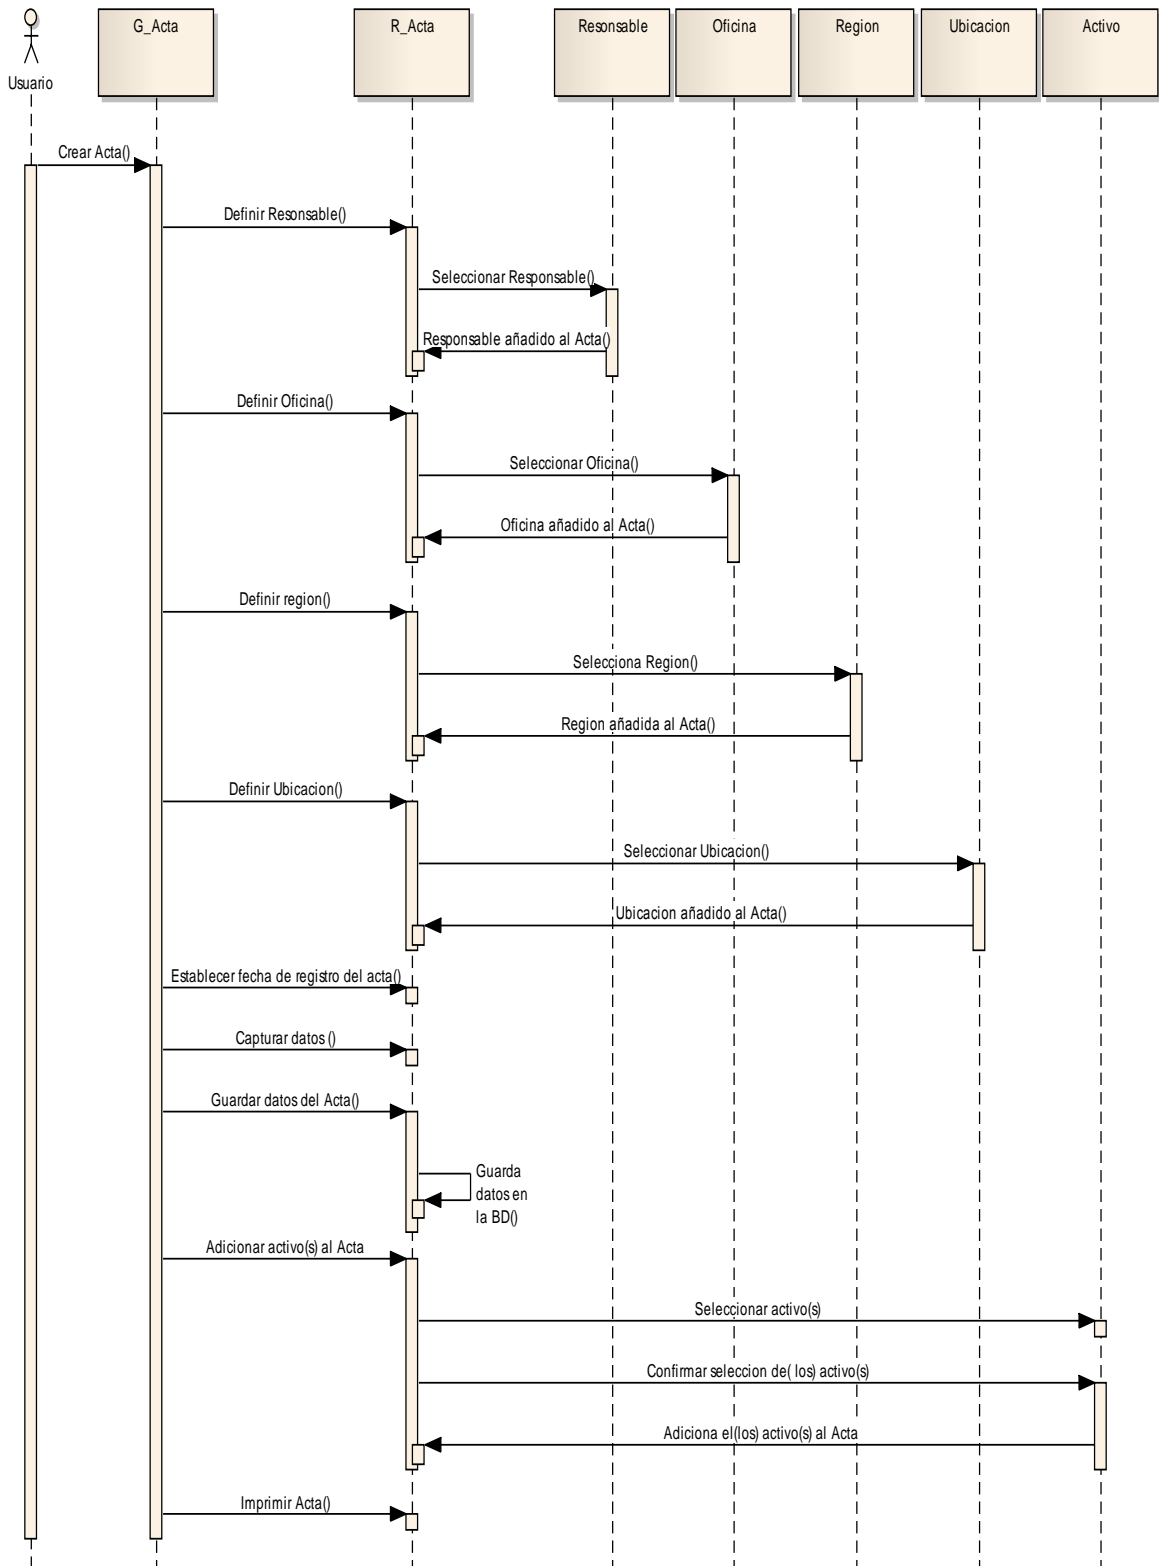 G_Acta
R_Acta
Resonsable
Oficina
Region
Ubicacion
Activo
Usuario
Crear Acta()
Definir Resonsable()
Seleccionar Responsable()
Responsable añadido al Acta()
Definir Oficina()
Seleccionar Oficina()
Oficina añadido al Acta()
Definir region()
Selecciona Region()
Region añadida al Acta()
Definir Ubicacion()
Seleccionar Ubicacion()
Ubicacion añadido al Acta()
Establecer fecha de registro del acta()
Capturar datos ()
Guardar datos del Acta()
Guarda
datos en
la BD()
Adicionar activo(s) al Acta
Seleccionar activo(s)
Confirmar seleccion de( los) activo(s)
Adiciona el(los) activo(s) al Acta
Imprimir Acta()